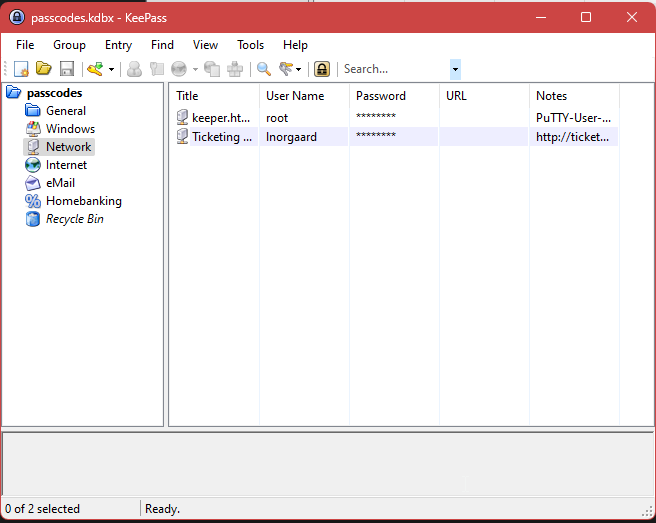 passcodes.kdbx - KeePass
File Group Entry Find View Tools Help
Search...
passcodes
General
Windows
Network
Internet
eMail
Homebanking
Recycle Bin
Title User Name Password URL Notes
keeper.ht... root ******** PuTTY-User-...
Ticketing ... lnorgaard ******** http://ticket...
0 of 2 selected Ready.